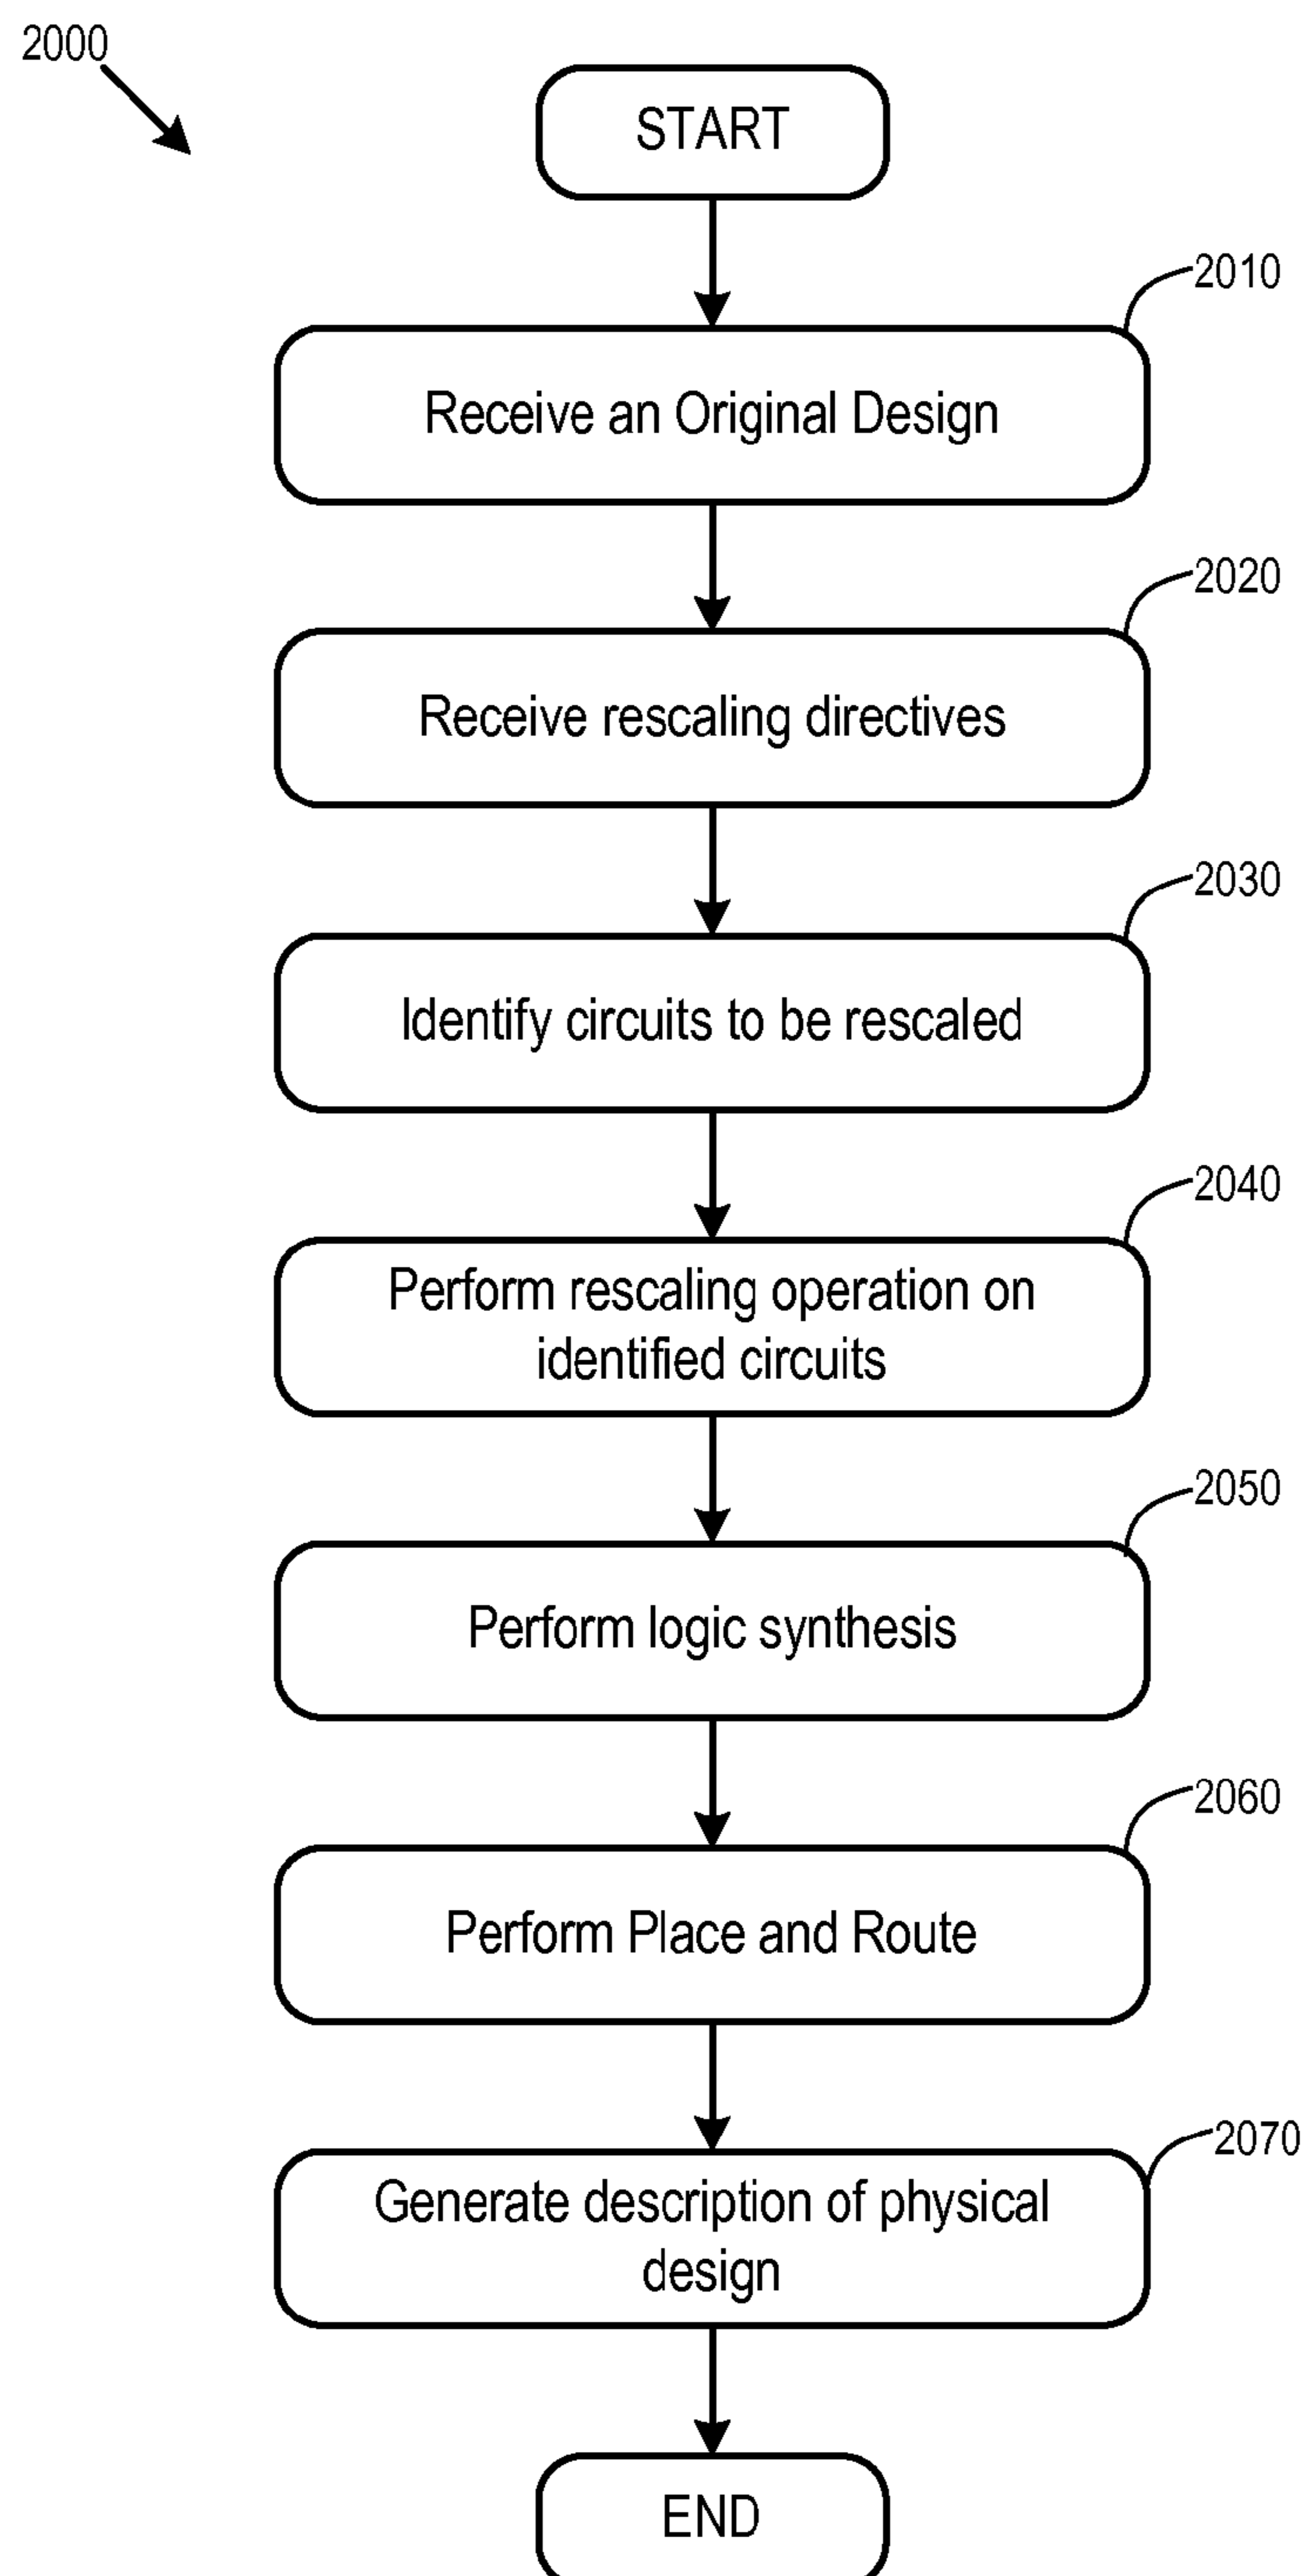 2000
START
2010
Receive an Original Design
2020
Receive rescaling directives
2030
Identify circuits to be rescaled
2040
Perform rescaling operation on
identified circuits
2050
Perform logic synthesis
2060
Perform Place and Route
2070
Generate description of physical
design
END